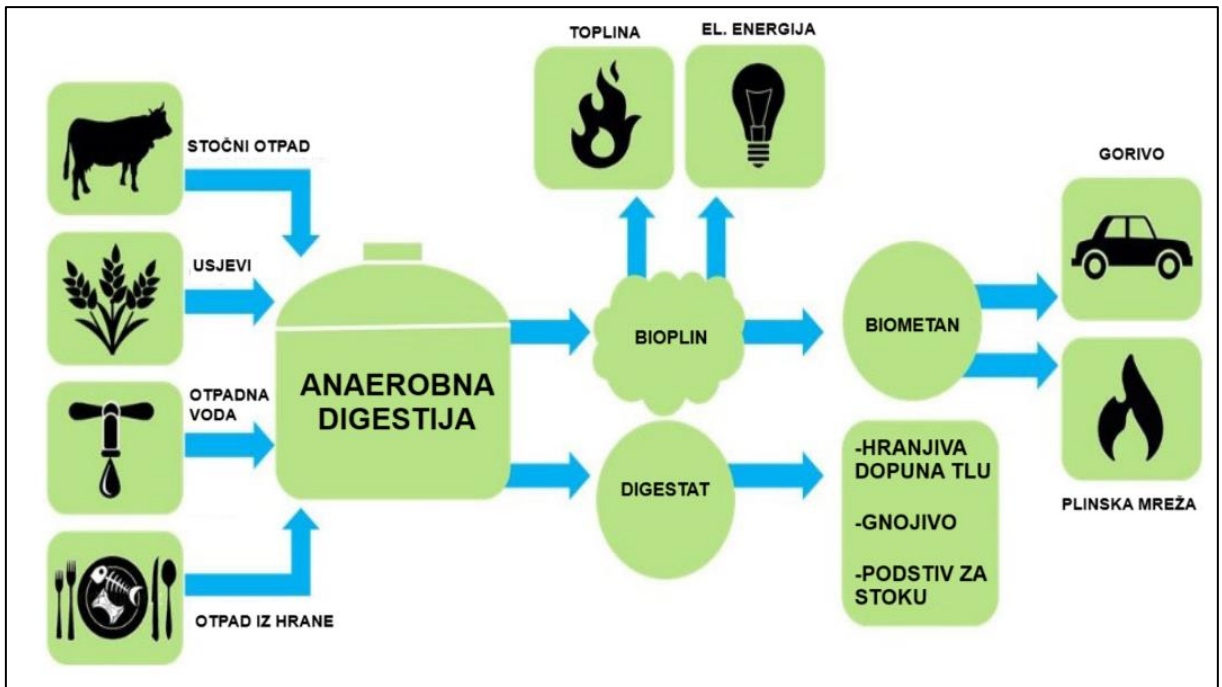 TOPLINA
EL. ENERGIJA
STOČNI OTPAD
USJEVI
OTPADNA
VODA
OTPAD IZ HRANE
ANAEROBNA
DIGESTIJA
BIOPLIN
DIGESTAT
BIOMETAN
-HRANJIVA
DOPUNA TLU
-GNOJIVO
-PODSTIV ZA
STOKU
GORIVO
PLINSKA MREŽA